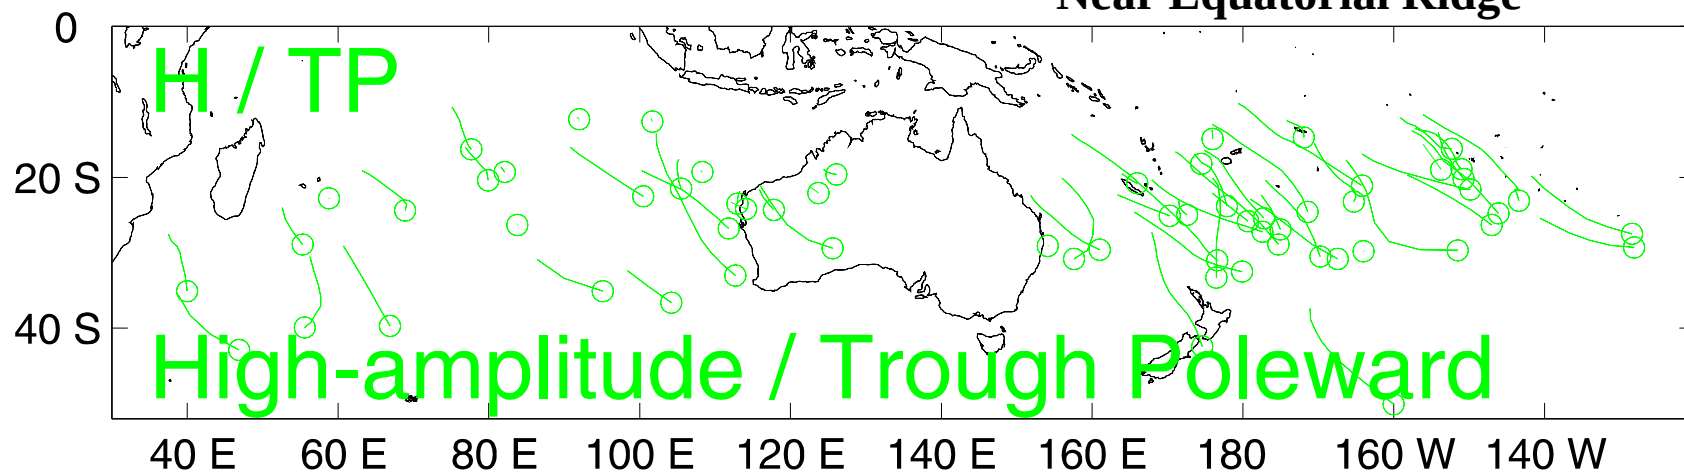 Near Equatorial Ridge
0
H / TP
20 S
40 S
High-amplitude / Trough Poleward
40 E 60 E 80 E 100 E 120 E 140 E 160 E 180 160 W 140 W